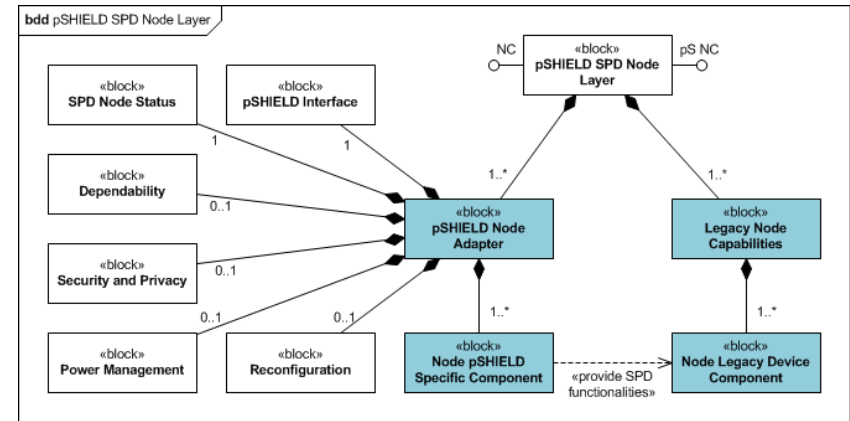 bdd pSHIELD SPD Node Layer
NC
«block»
pSHIELD SPD Node
Layer
pS NC
«block»
SPD Node Status
«block»
pSHIELD Interface
1
1
«block»
Dependability
0..1
1..*
1..*
«block»
pSHIELD Node
Adapter
«block»
Legacy Node
Capabilities
«block»
Security and Privacy
0..1
0..1
0..1
1..*
1..*
«block»
Power Management
«block»
Reconfiguration
«block»
Node pSHIELD
Specific Component
«provide SPD
functionalities»
«block»
Node Legacy Device
Component